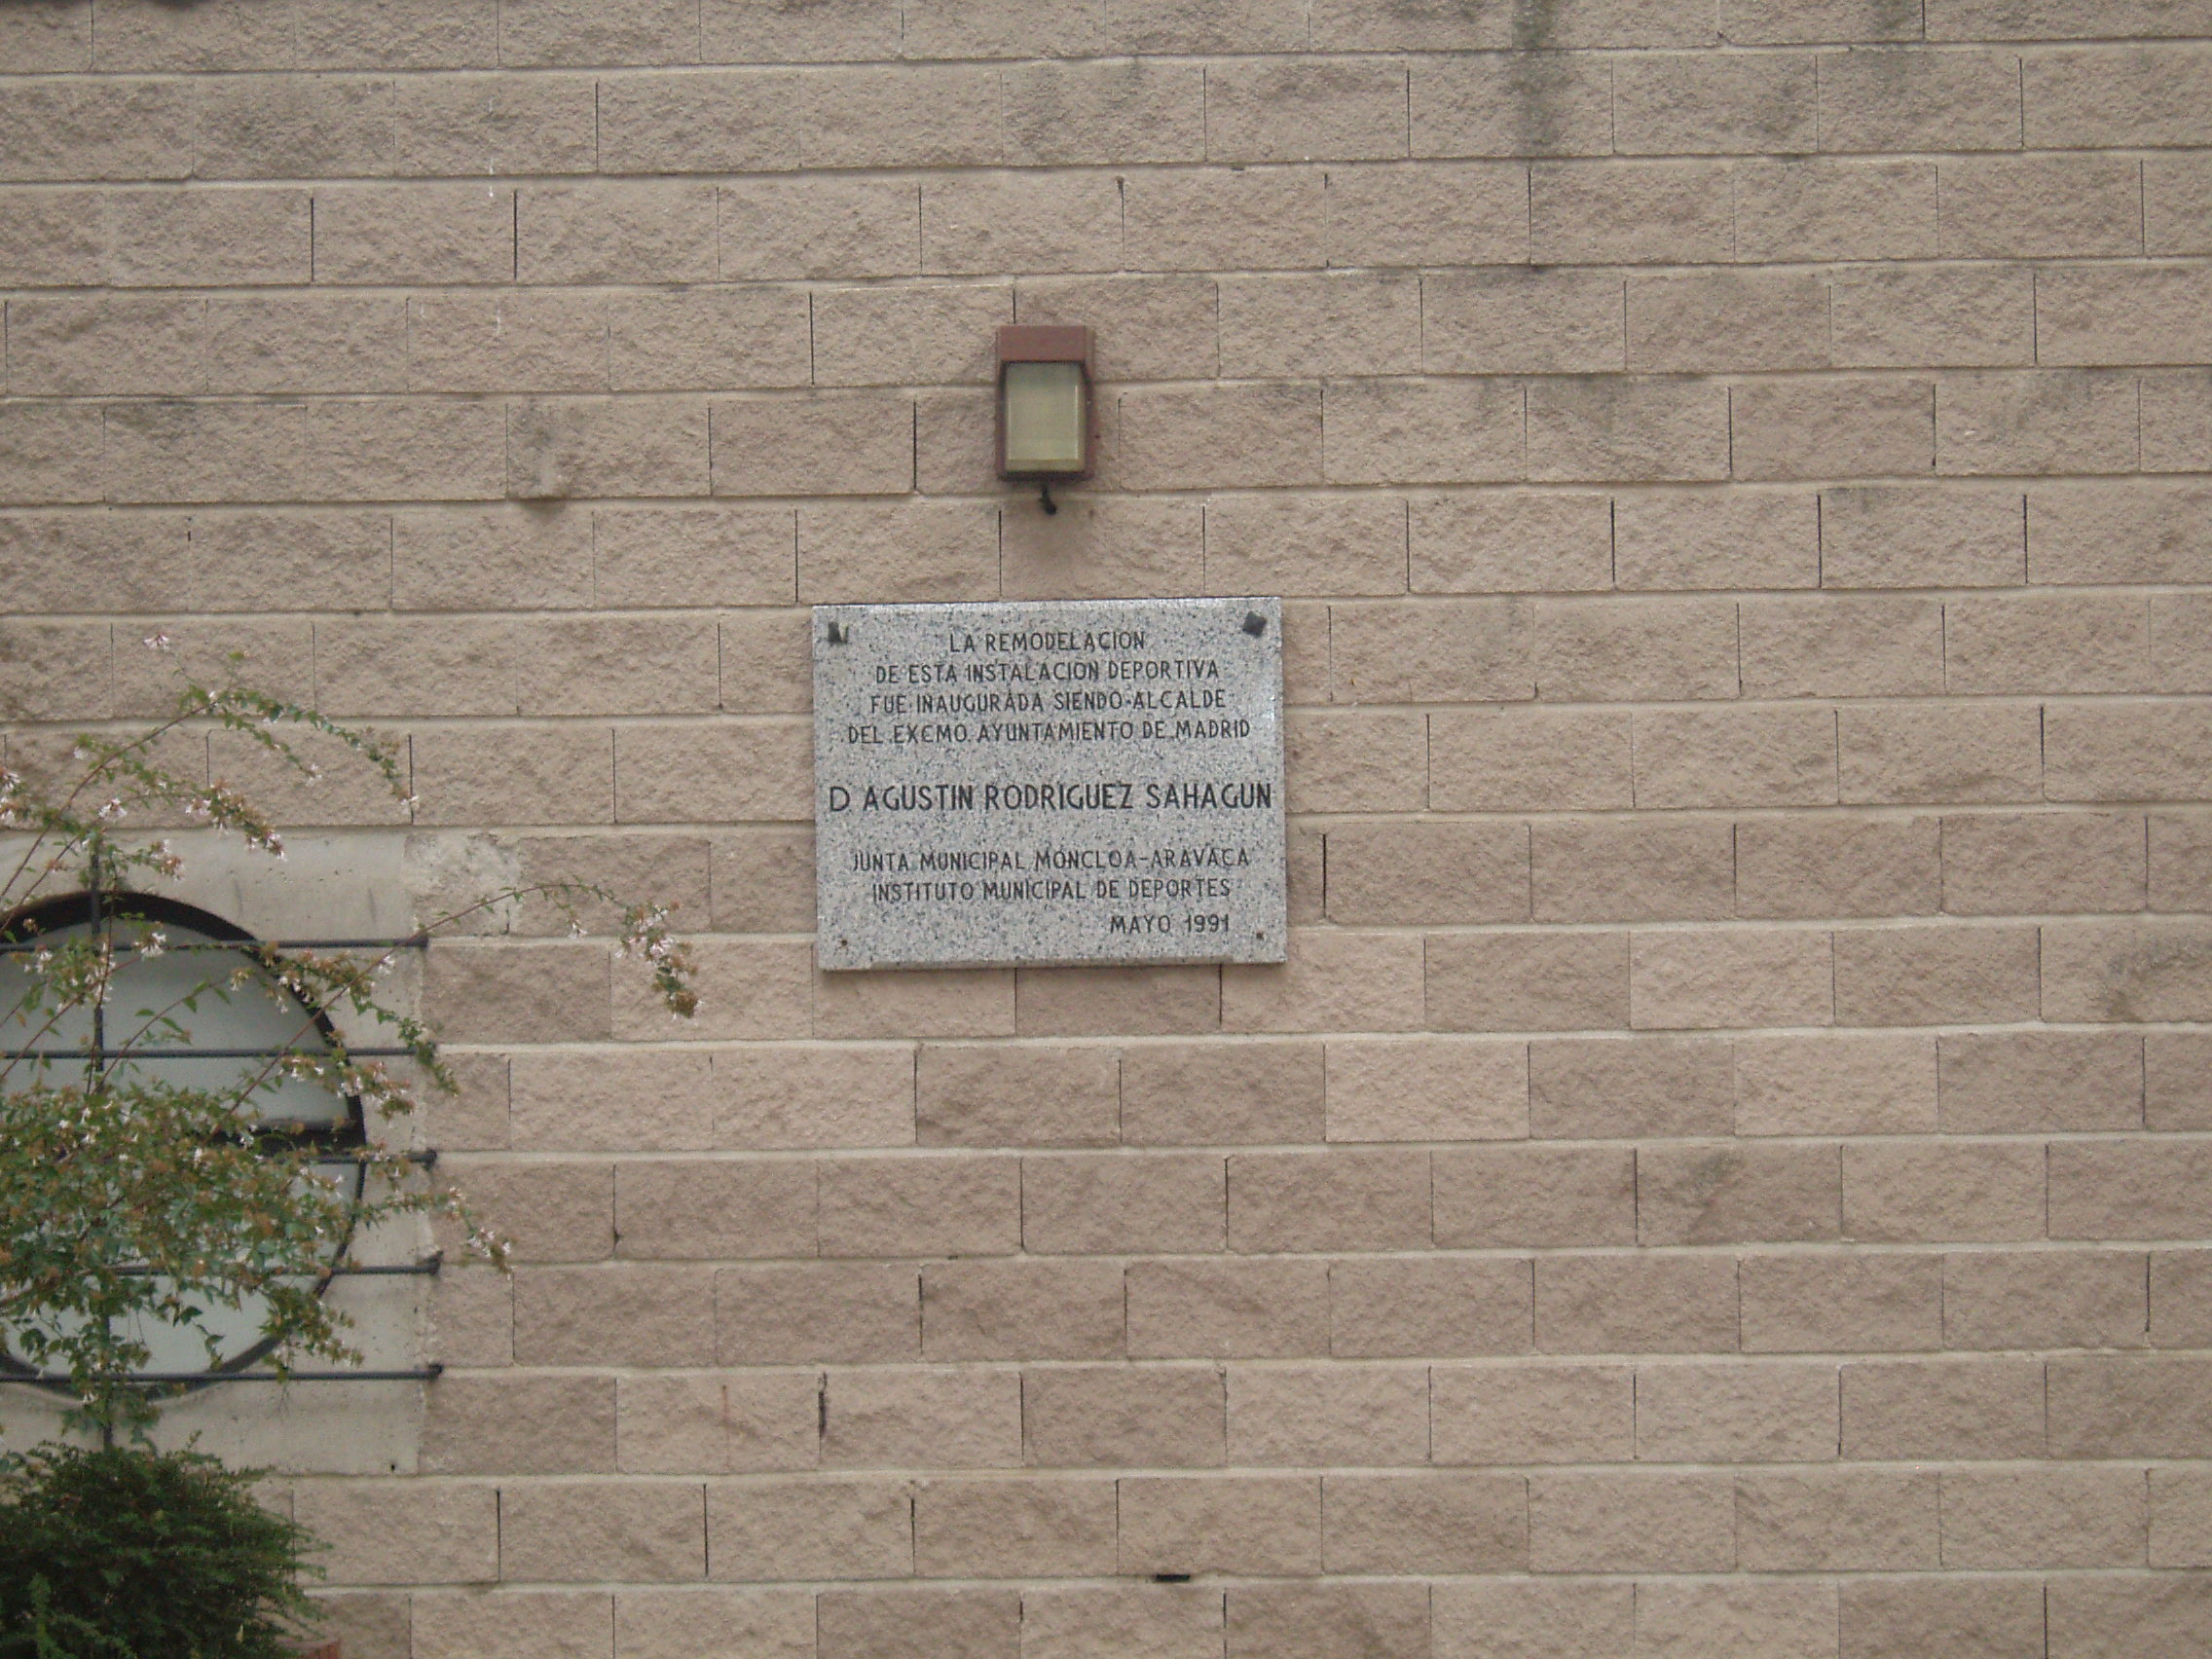 LA REMODELACION
DE ESTA INSTALACION DEPORTIVA
FUE INAUGURADA SIENDO ALCALDE
DEL EXCMO. AYUNTAMIENTO DE MADRID
D AGUSTIN RODRIGUEZ SAHAGUN
JUNTA MUNICIPAL MONCLOA-ARAVACA
INSTITUTO MUNICIPAL DE DEPORTES
MAYO 1991